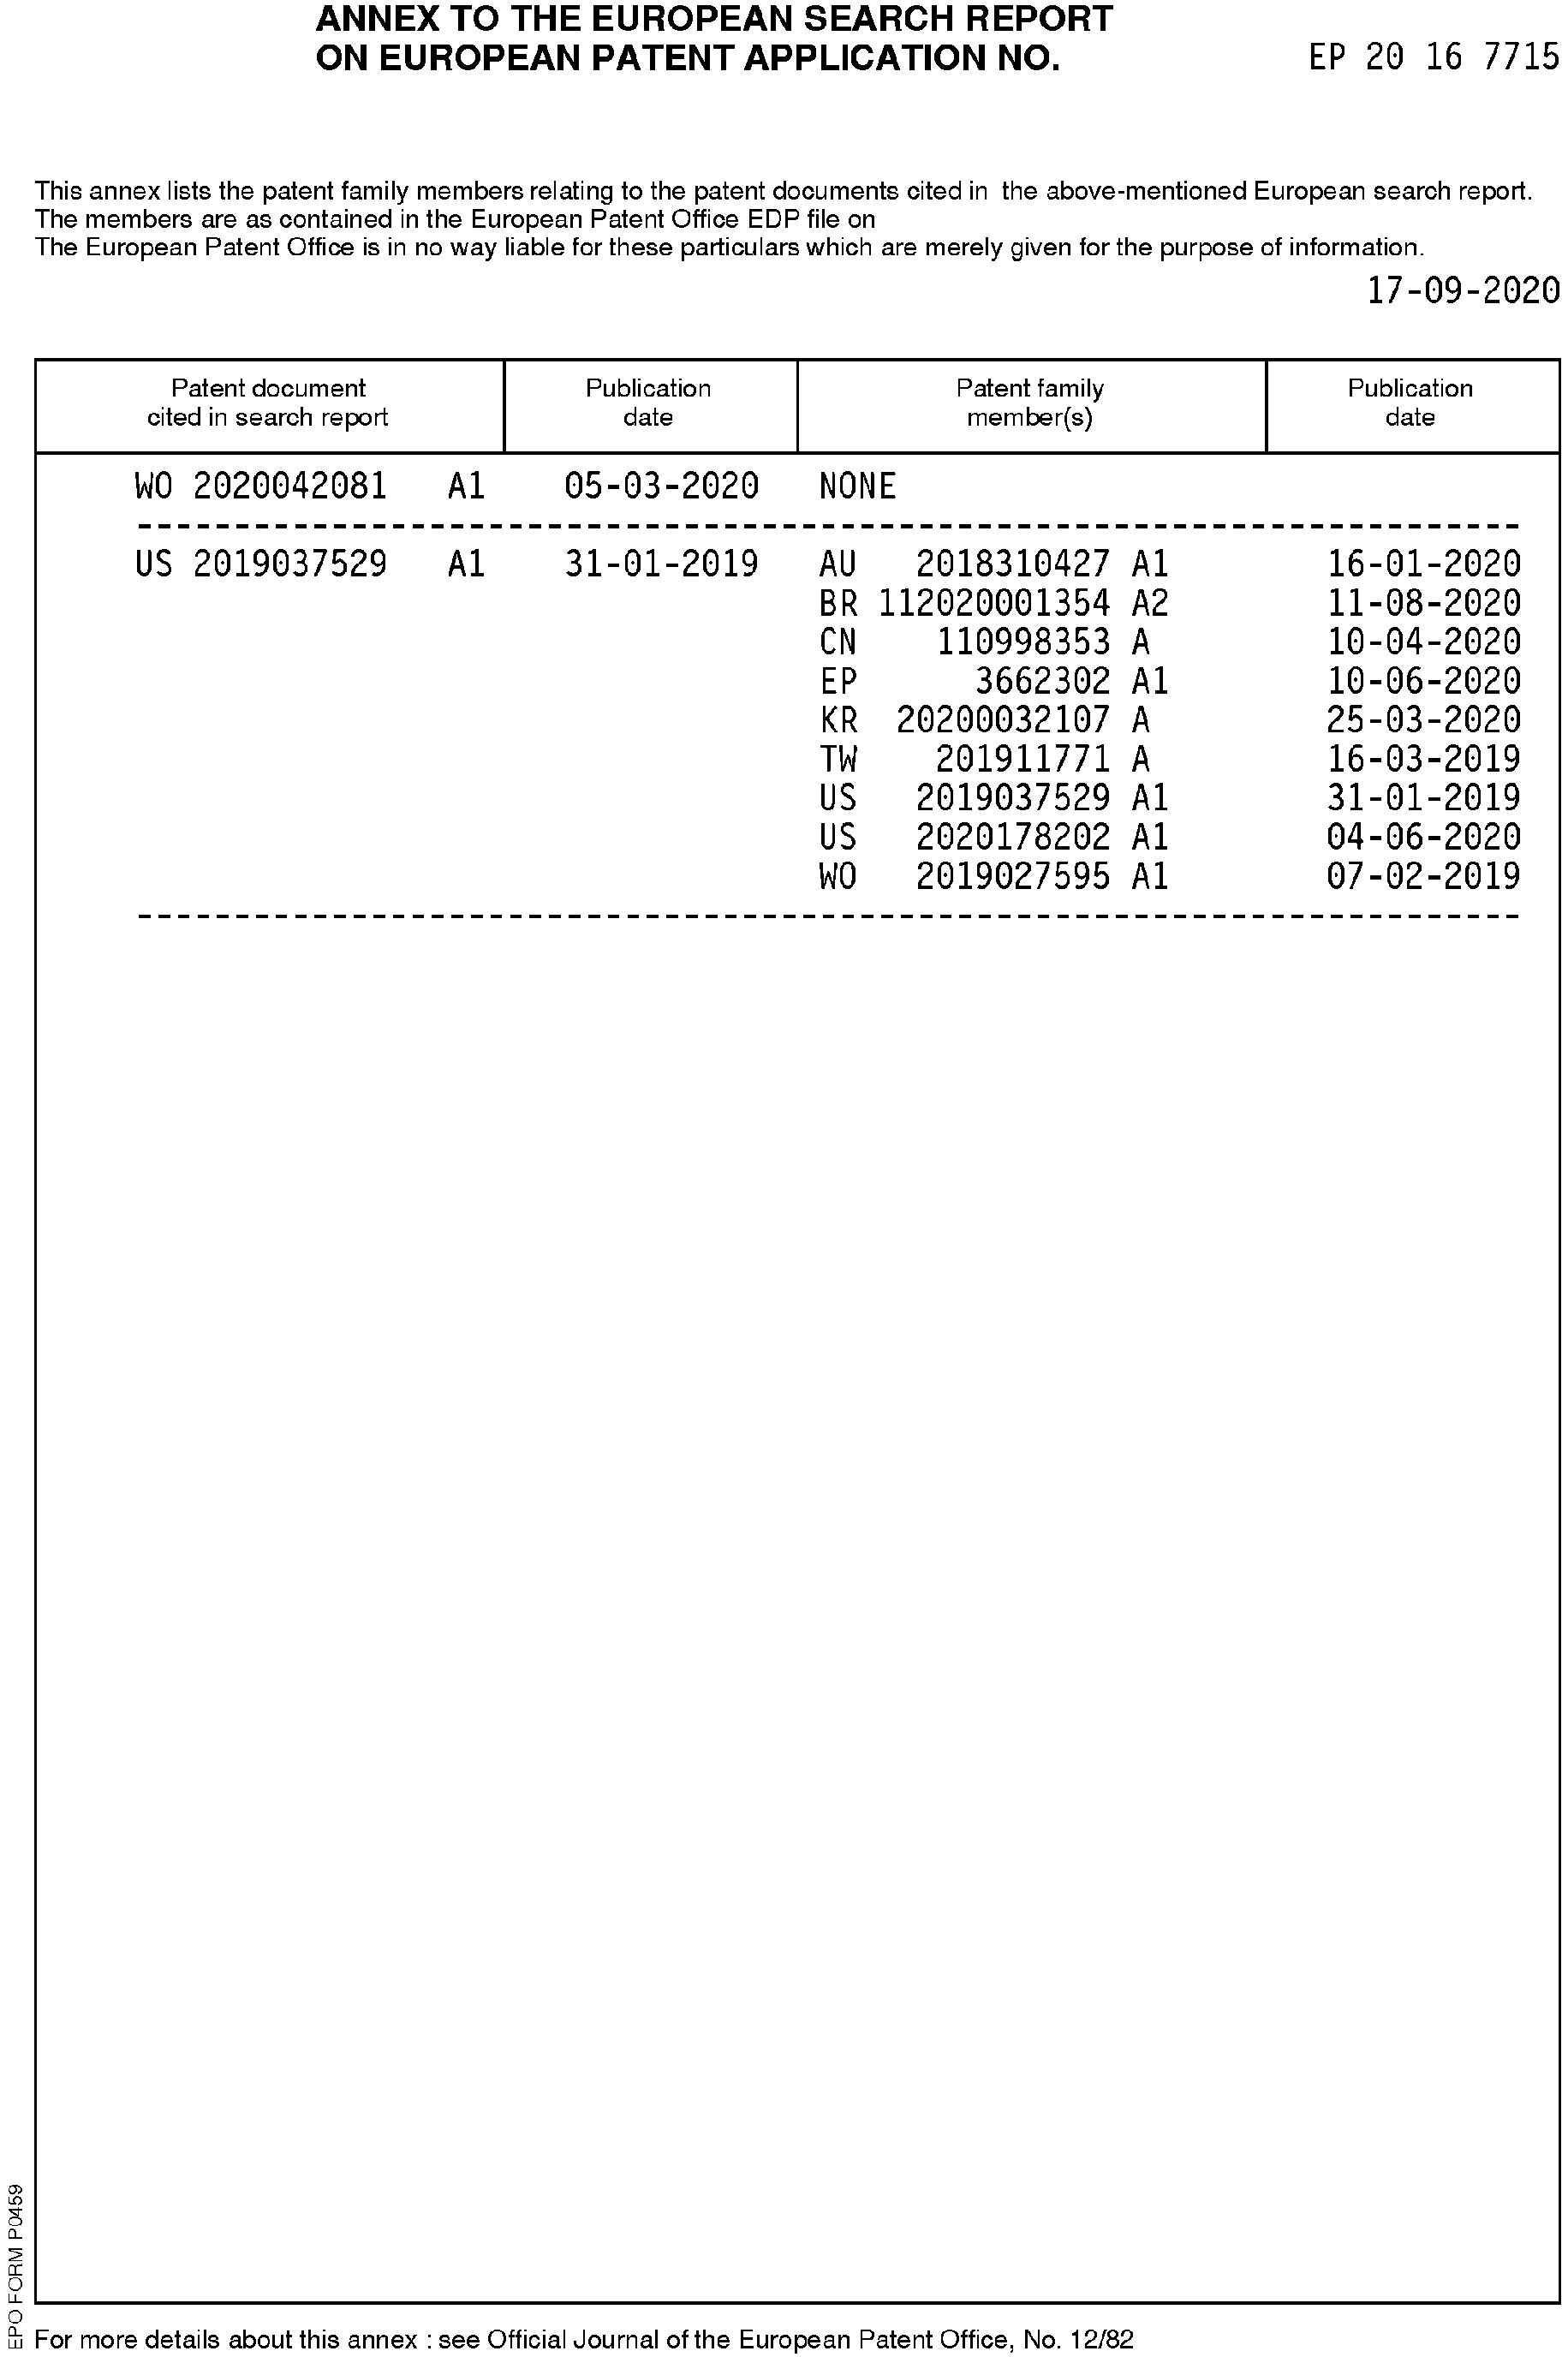 ANNEX TO THE EUROPEAN SEARCH REPORT
ON EUROPEAN PATENT APPLICATION NO. EP 20 16 7715
This annex lists the patent family members relating to the patent documents cited in the above-mentioned European search report.
The members are as contained in the European Patent Office EDP file on
The European Patent Office is in no way liable for these particulars which are merely given for the purpose of information.
17-09-2020
Patent document cited in search report | Publication date | Patent family member(s) | Publication date
WO 2020042081 A1 05-03-2020 NONE
US 2019037529 A1 31-01-2019 AU 2018310427 A1 16-01-2020
BR 112020001354 A2 11-08-2020
CN 110998353 A 10-04-2020
EP 3662302 A1 10-06-2020
KR 20200032107 A 25-03-2020
TW 201911771 A 16-03-2019
US 2019037529 A1 31-01-2019
US 2020178202 A1 04-06-2020
WO 2019027595 A1 07-02-2019
EPO FORM P0459
For more details about this annex : see Official Journal of the European Patent Office, No. 12/82